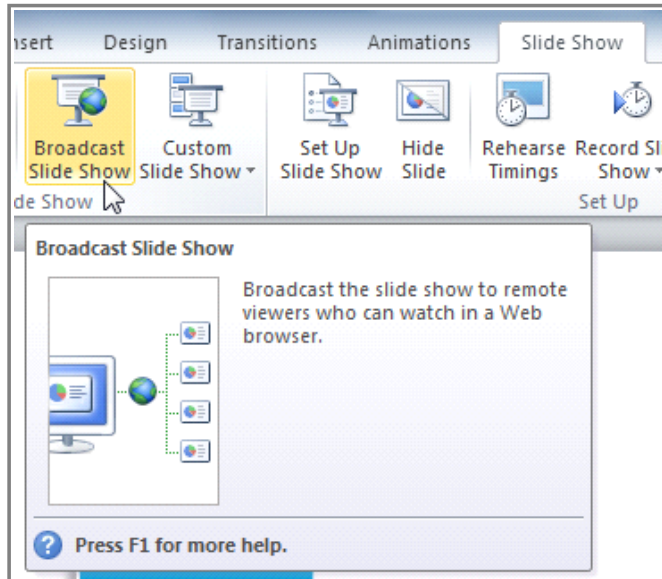 nsert Design Transitions Animations Slide Show
Broadcast Custom Set Up Hide Rehearse Record Sl
Slide Show Slide Show Slide Show Slide Timings Show
de Show Set Up
Broadcast Slide Show
Broadcast the slide show to remote
viewers who can watch in a Web
browser.
Press F1 for more help.